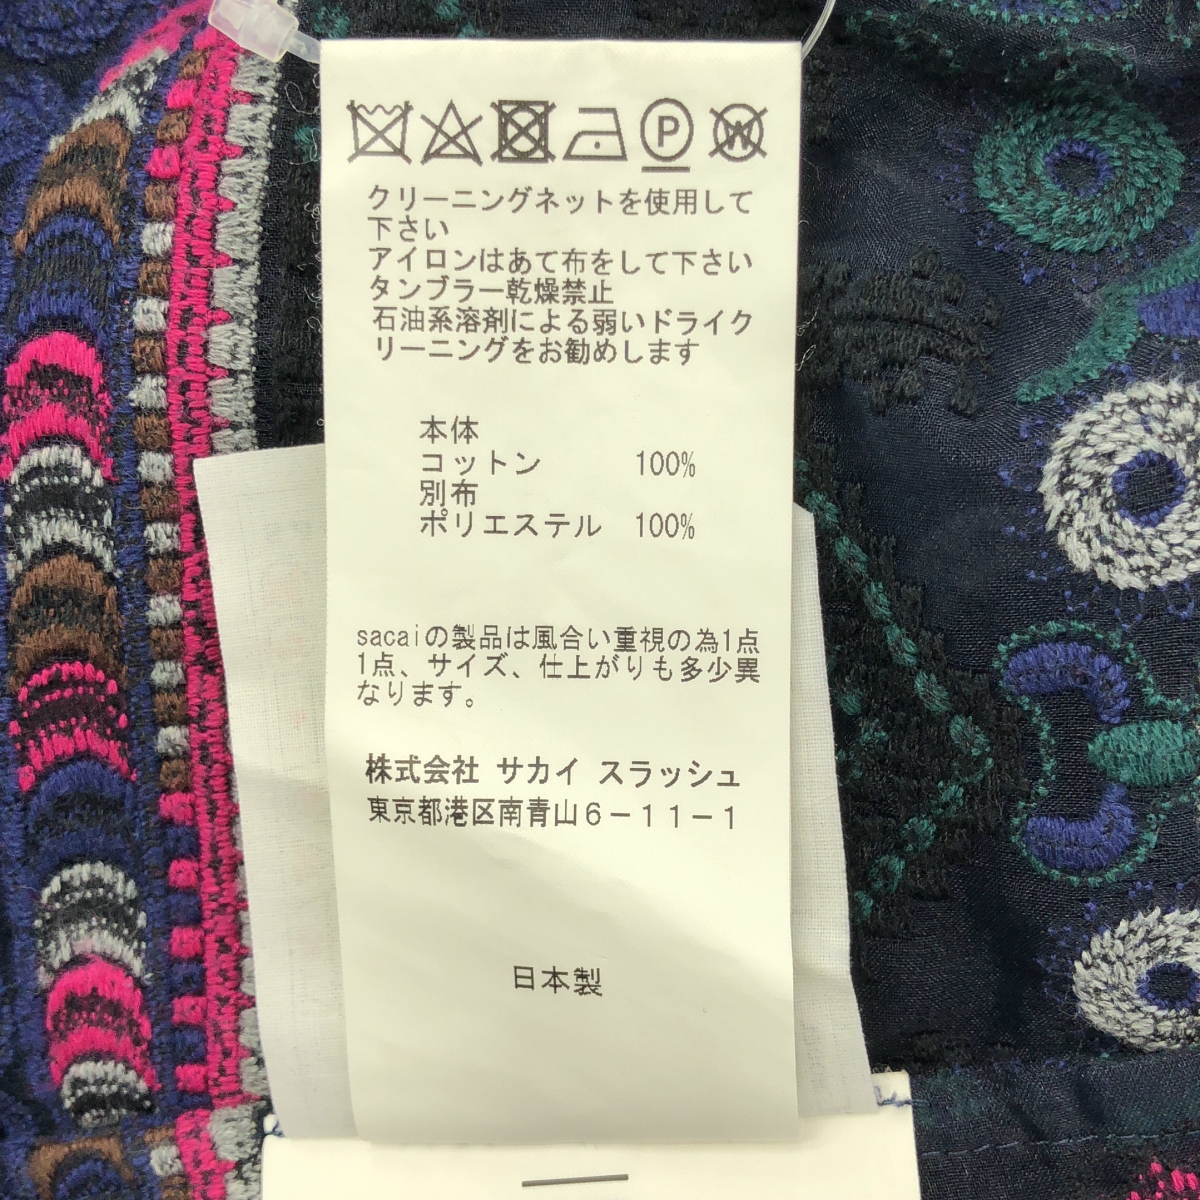 P
W
クリーニングネットを使用して
下さい
アイロンはあて布をして下さい
タンブラー乾燥禁止
石油系溶剤による弱いドライク
リーニングをお勧めします
本体
コットン 100%
別布
ポリエステル 100%
sacaiの製品は風合い重視の為1点
1点、サイズ、仕上がりも多少異
なります。
株式会社 サカイ スラッシュ
東京都港区南青山6-11-1
日本製